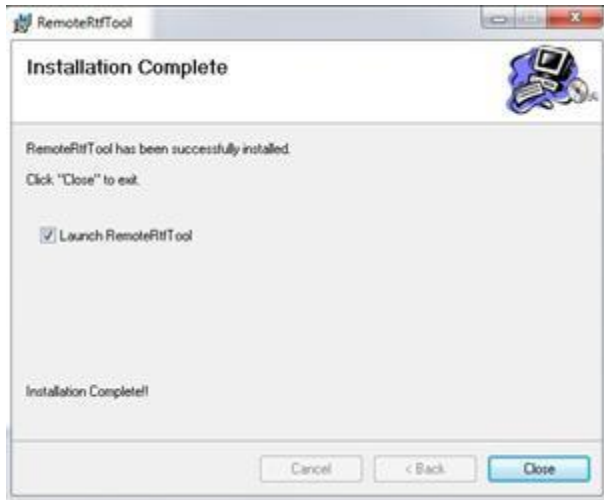 RemoteRtfTool
Installation Complete
RemoteRtfTool has been successfully installed.
Click "Close" to exit.
Launch RemoteRtfTool
Installation Complete!!
Cancel
< Back
Close